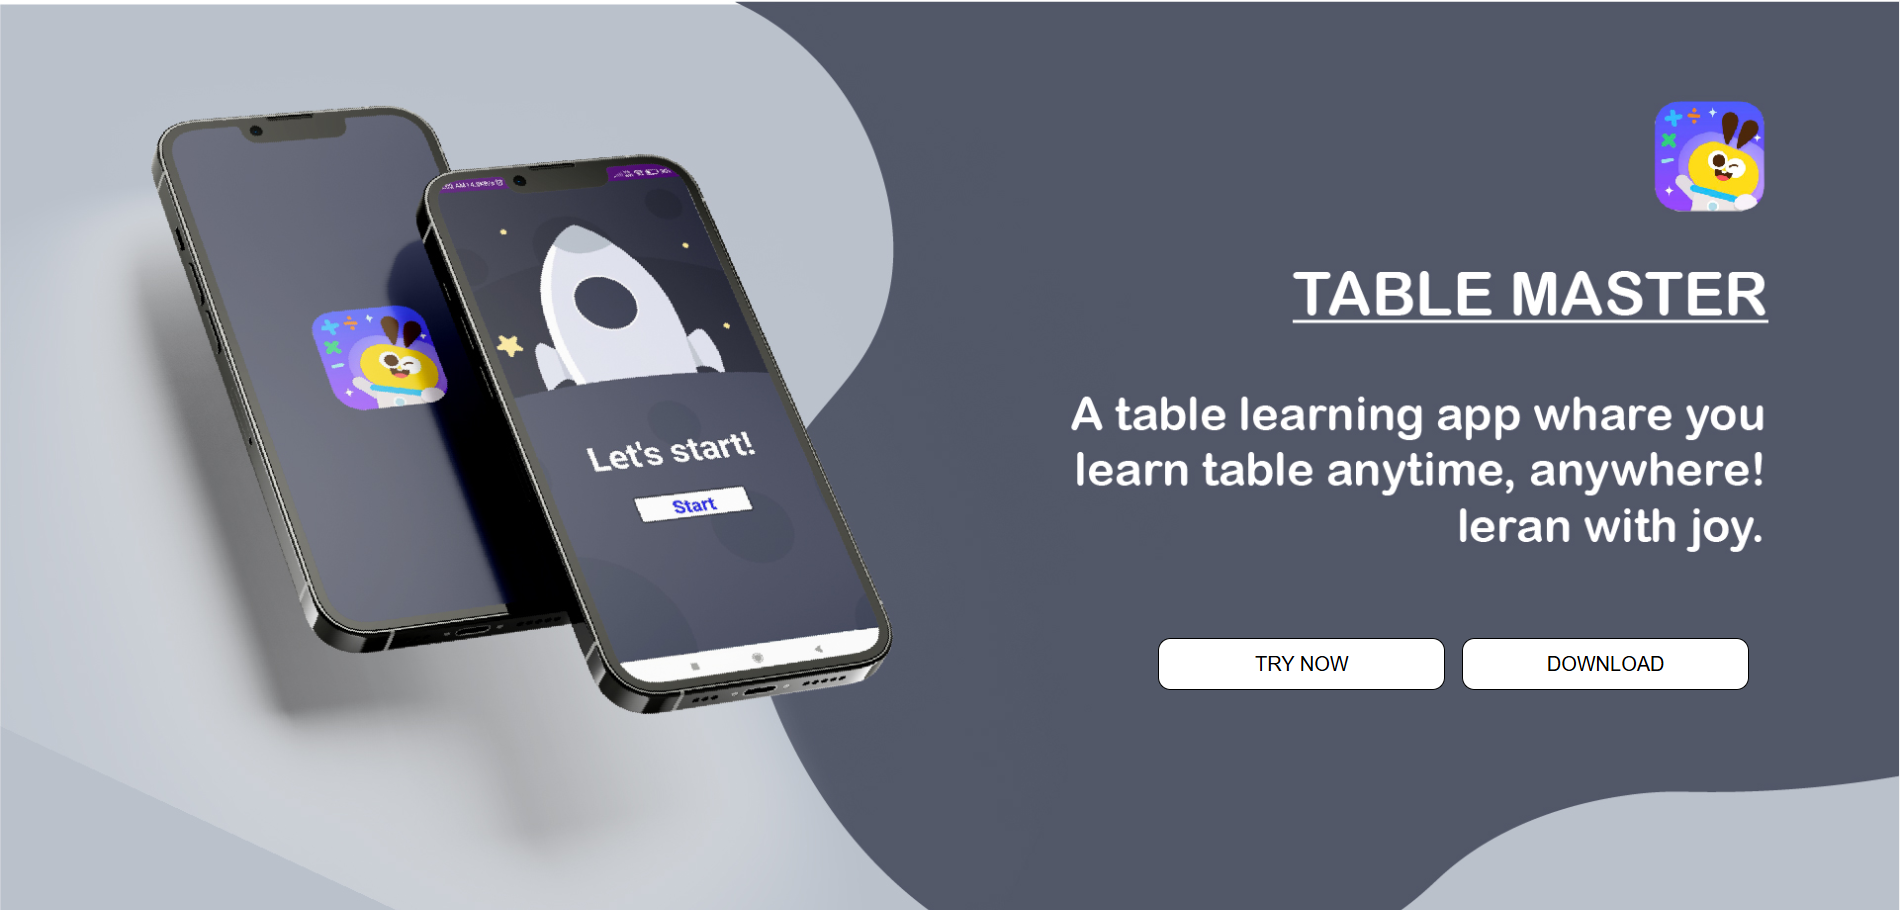 TABLE MASTER
A table learning app whare you
learn table anytime, anywhere!
leran with joy.
TRY NOW
DOWNLOAD
Let's start!
Start